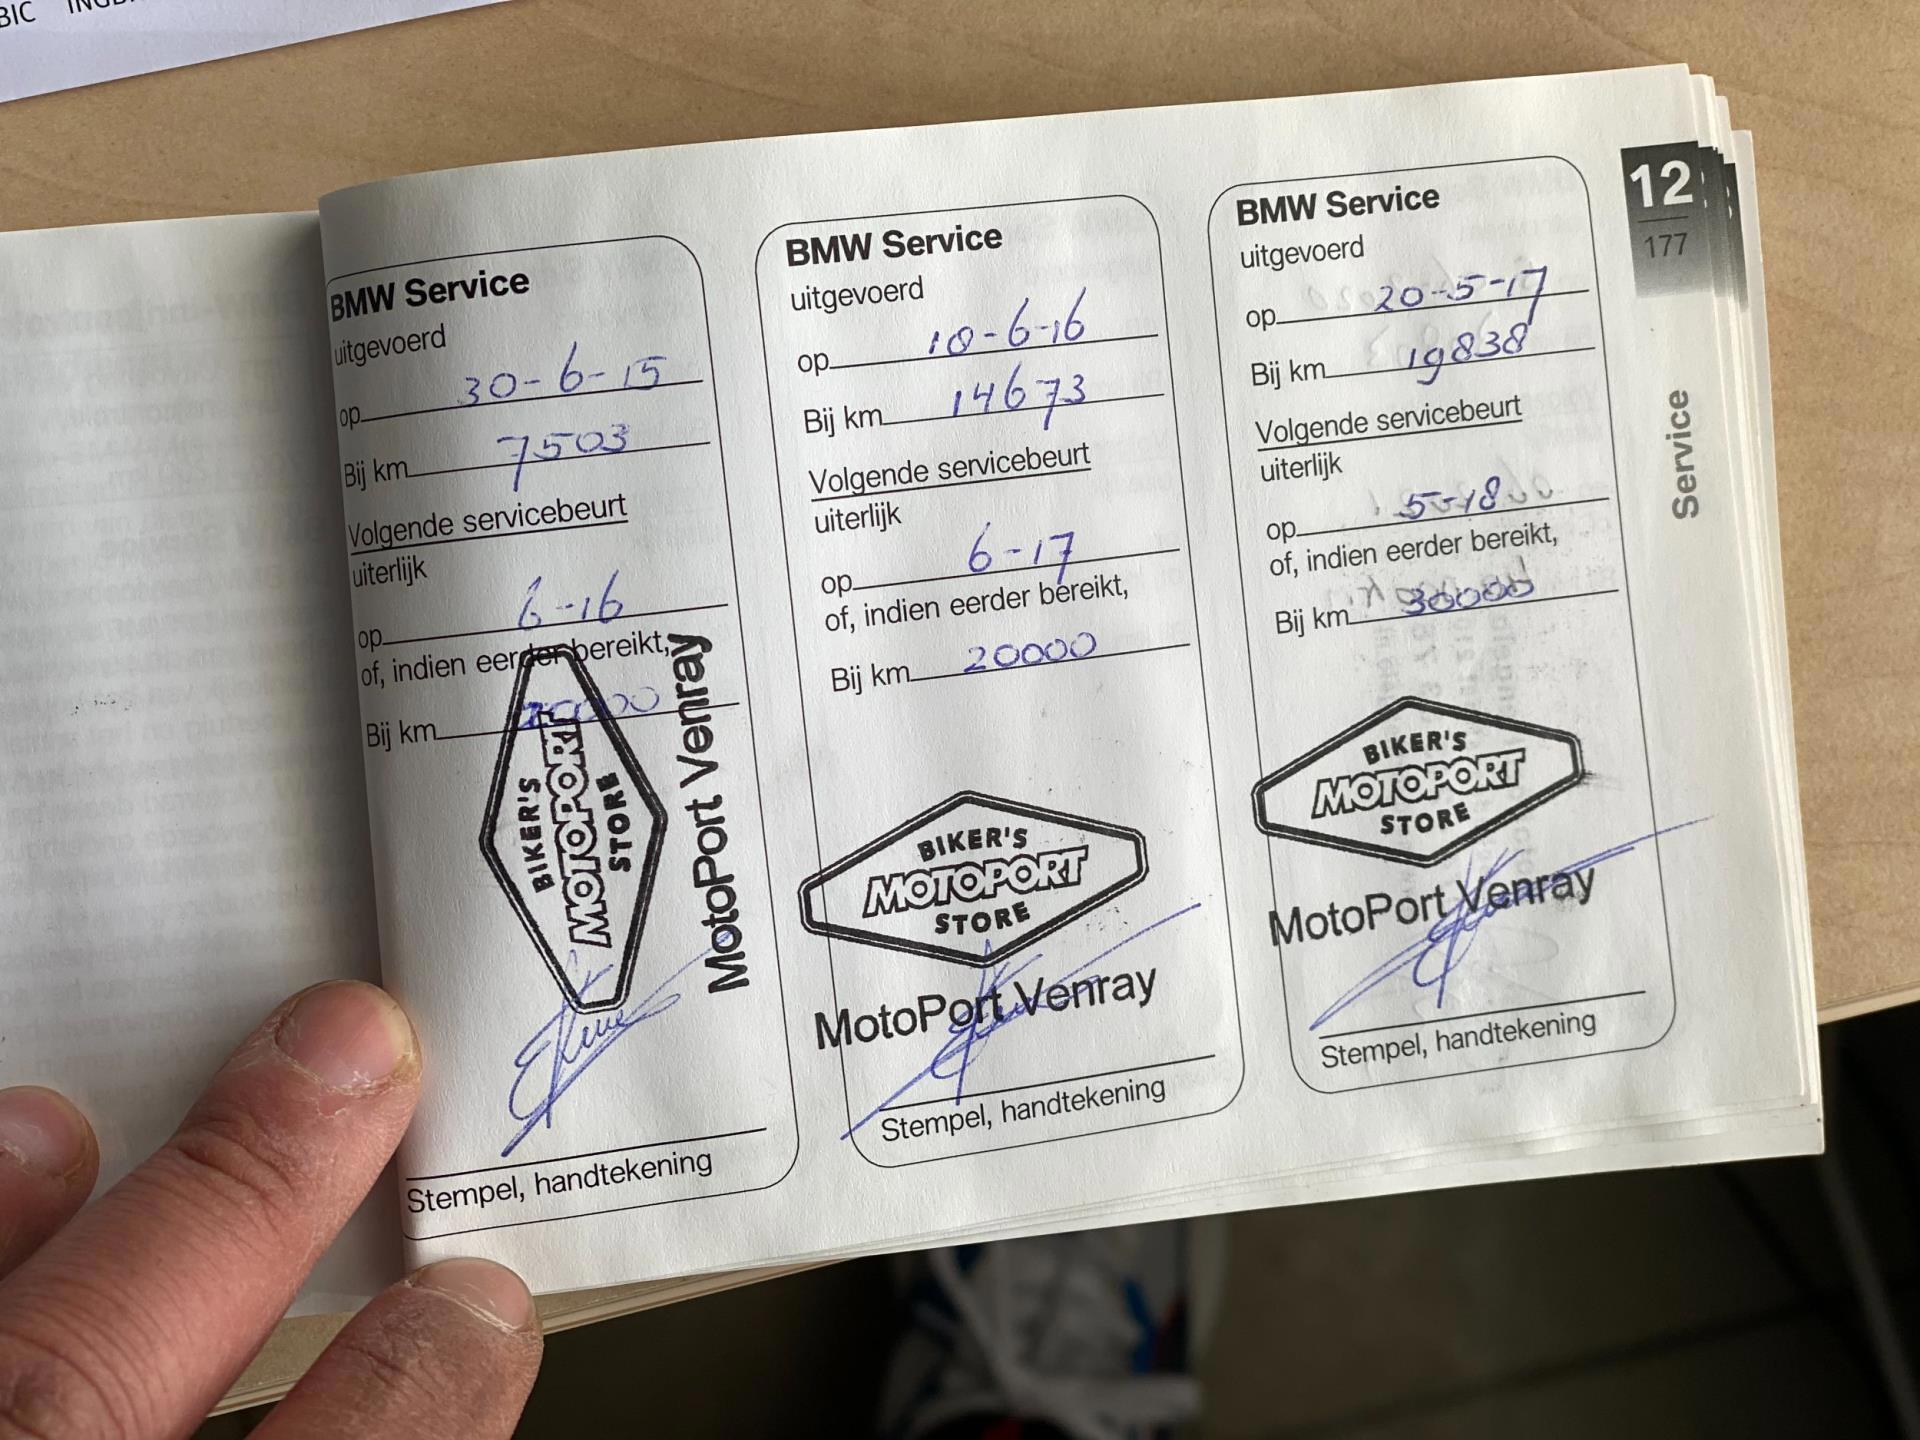 BIC
BMW Service
uitgevoerd
op 30-6-15
Bij km 7503
Volgende servicebeurt
uiterlijk
op 6-16
of, indien eerder bereikt,
Bij km
BIKER'S
MOTOPORT
STORE
MotoPort Venray
Stempel, handtekening
BMW Service
uitgevoerd
op 10-6-16
Bij km 14673
Volgende servicebeurt
uiterlijk
op 6-17
of, indien eerder bereikt,
Bij km 20000
BIKER'S
MOTOPORT
STORE
MotoPort Venray
Stempel, handtekening
BMW Service
uitgevoerd
op 20-5-17
Bij km 19838
Volgende servicebeurt
uiterlijk
op 5-18
of, indien eerder bereikt,
Bij km 30000
BIKER'S
MOTOPORT
STORE
MotoPort Venray
Stempel, handtekening
12
177
Service